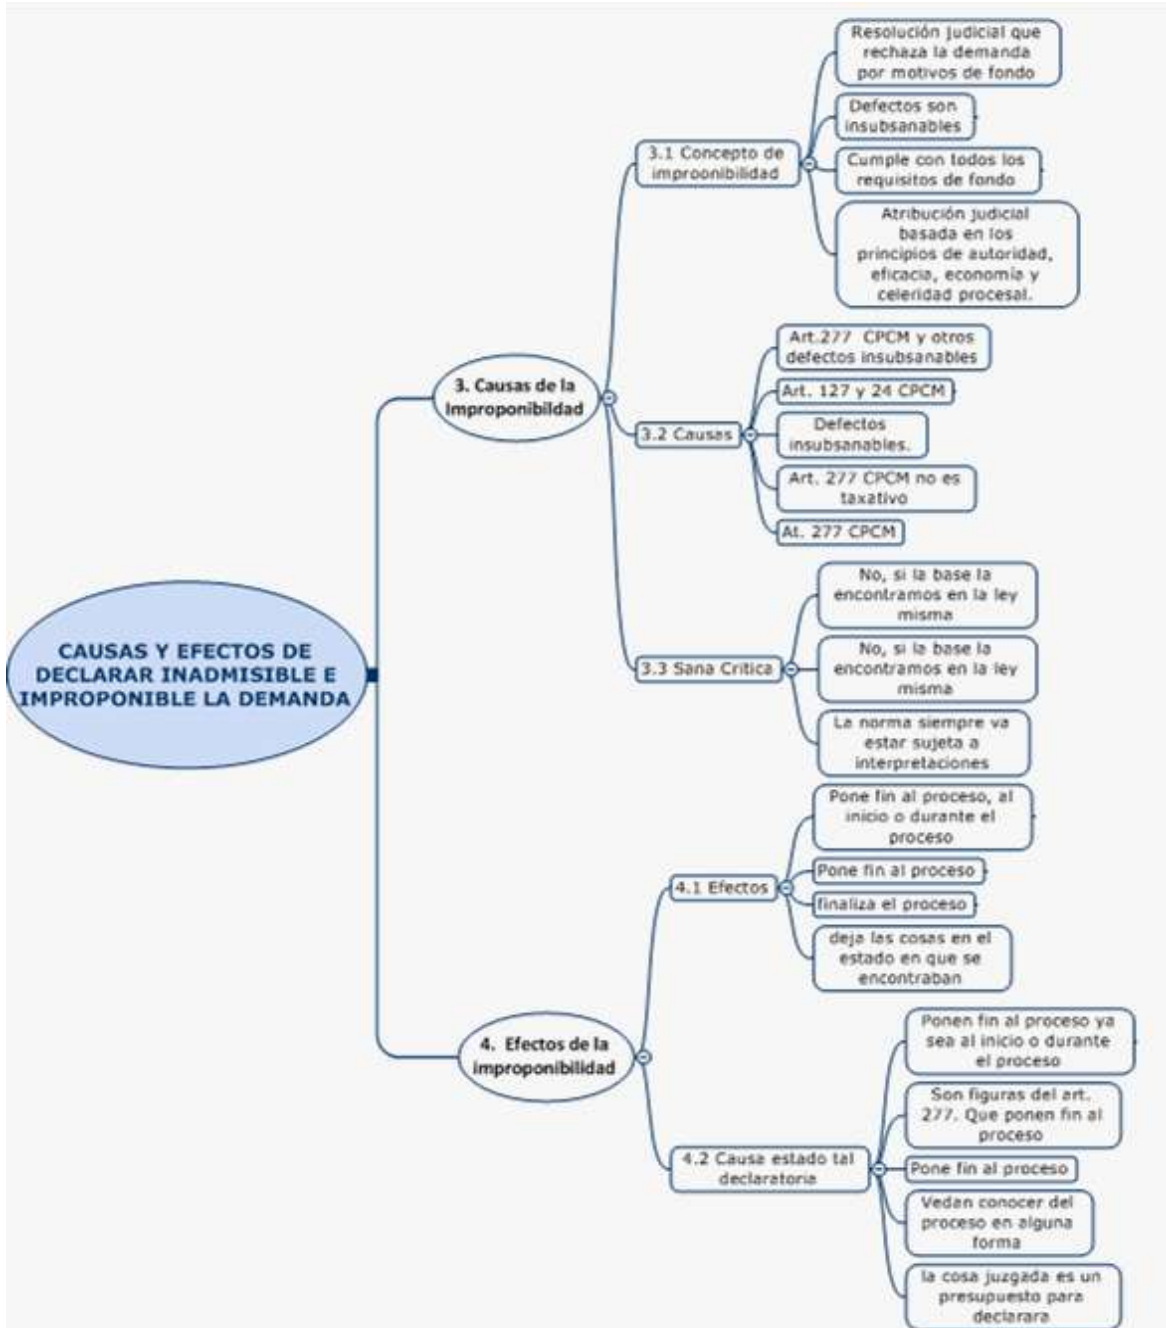 Resolución judicial que
rechaza la demanda
por motivos de fondo
Defectos son
insubsanables
3.1 Concepto de
improonibilidad
Cumple con todos los
requisitos de fondo
Atribución judicial
basada en los
principios de autoridad,
eficacia, economía y
celeridad procesal.
3. Causas de la
Improponibildad
Art.277 CPCM y otros
defectos insubsanables
Art. 127 y 24 CPCM
3.2 Causas
Defectos
insubsanables.
Art. 277 CPCM no es
taxativo
At. 277 CPCM
No, si la base la
encontramos en la ley
misma
3.3 Sana Crítica
No, si la base la
encontramos en la ley
misma
La norma siempre va
estar sujeta a
interpretaciones
CAUSAS Y EFECTOS DE
DECLARAR INADMISIBLE E
IMPROPONIBLE LA DEMANDA
Pone fin al proceso, al
inicio o durante el
proceso
4.1 Efectos
Pone fin al proceso
finaliza el proceso
deja las cosas en el
estado en que se
encontraban
4. Efectos de la
improponibilidad
Ponen fin al proceso ya
sea al inicio o durante
el proceso
Son figuras del art.
277. Que ponen fin al
proceso
4.2 Causa estado tal
declaratoria
Pone fin al proceso
Vedan conocer del
proceso en alguna
forma
la cosa juzgada es un
presupuesto para
declarara